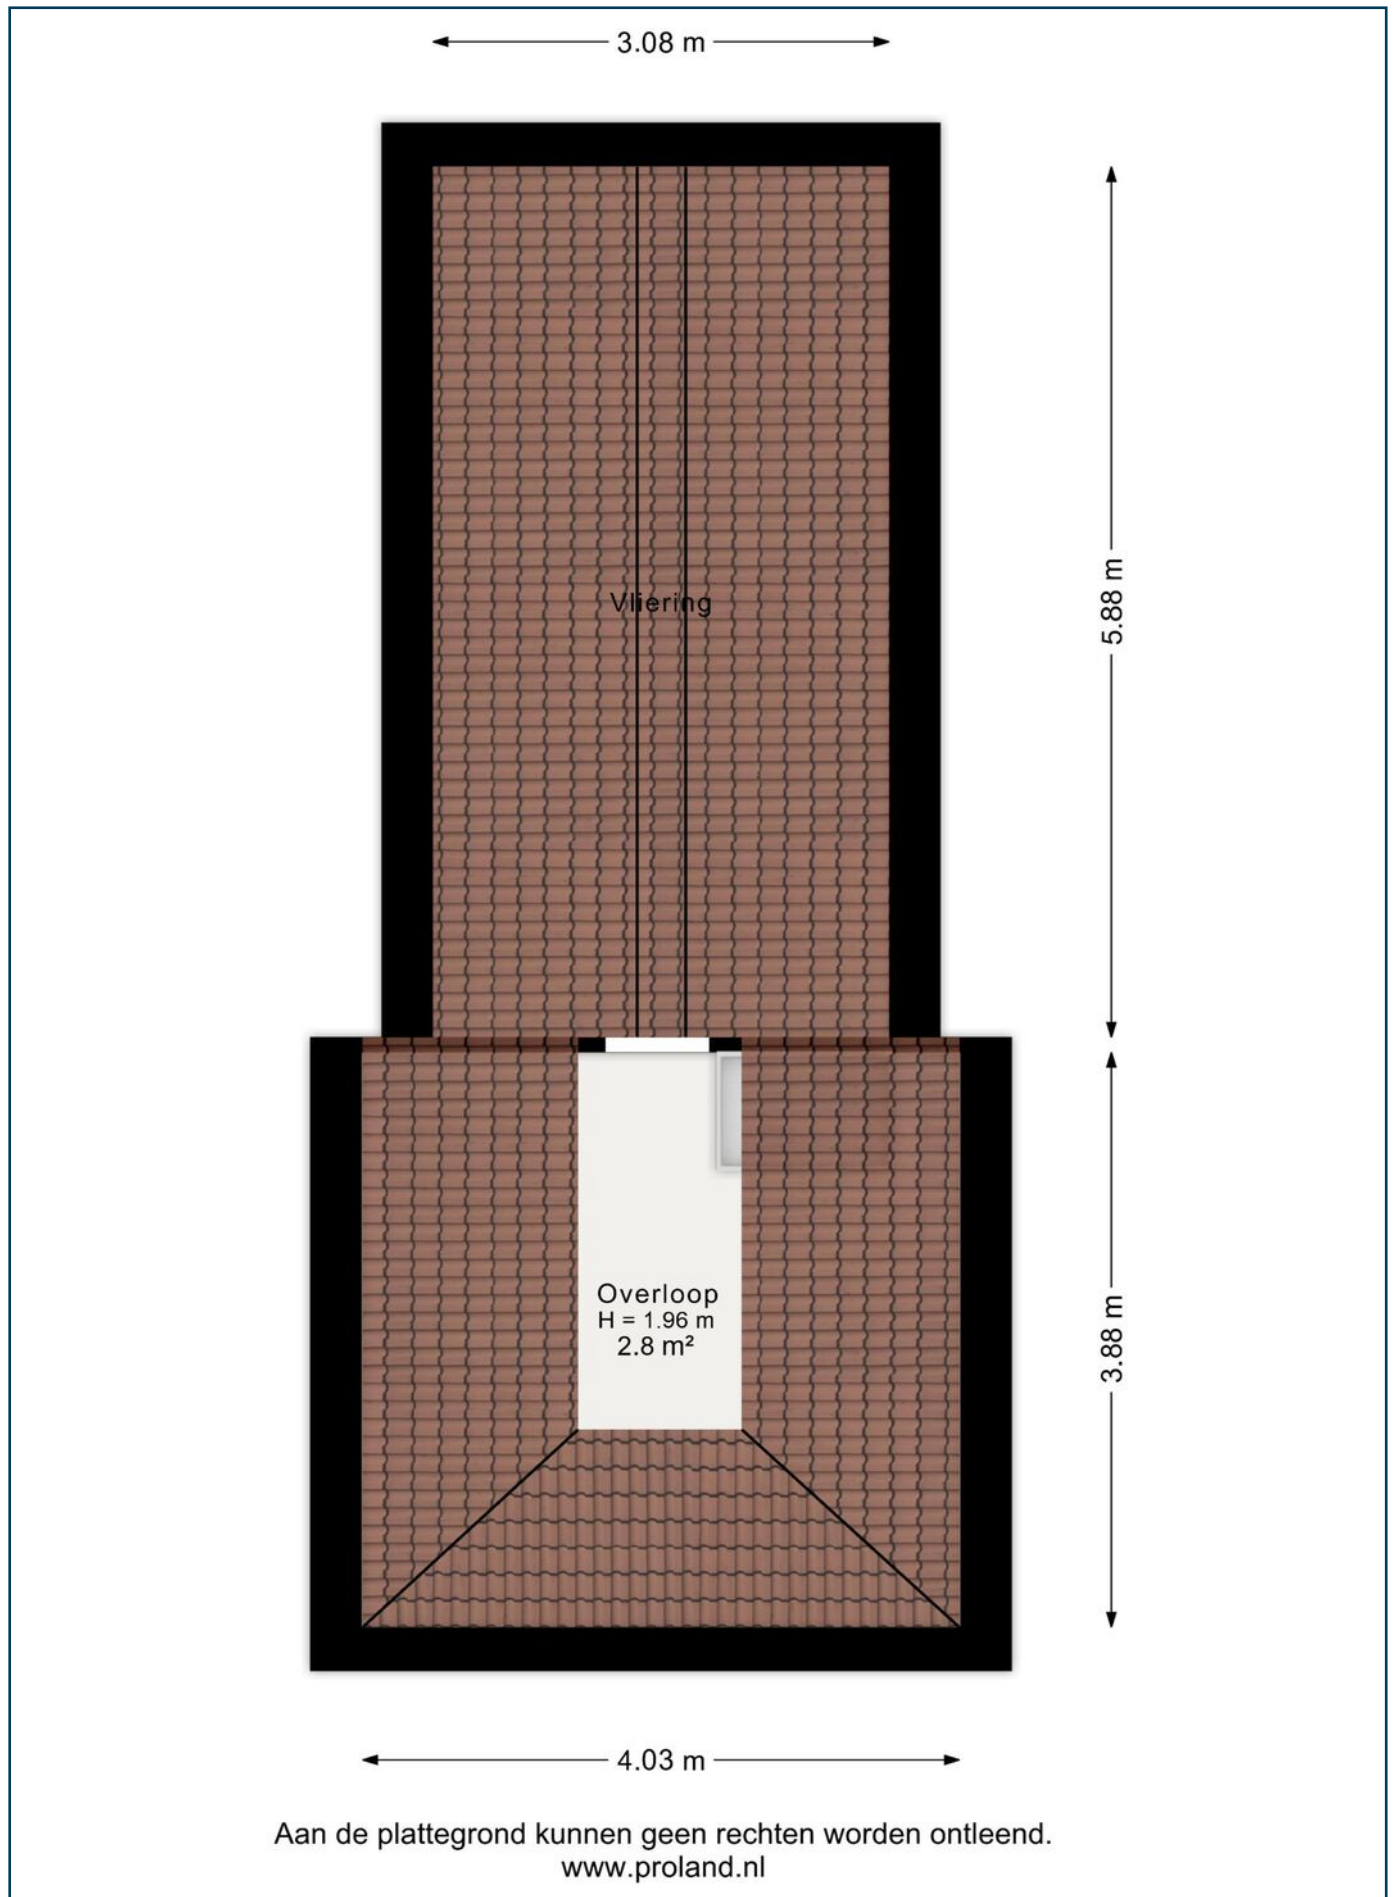 3.08 m
Vliering
5.88 m
Overloop
H = 1.96 m
2.8 m²
3.88 m
4.03 m
Aan de plattegrond kunnen geen rechten worden ontleend.
www.proland.nl